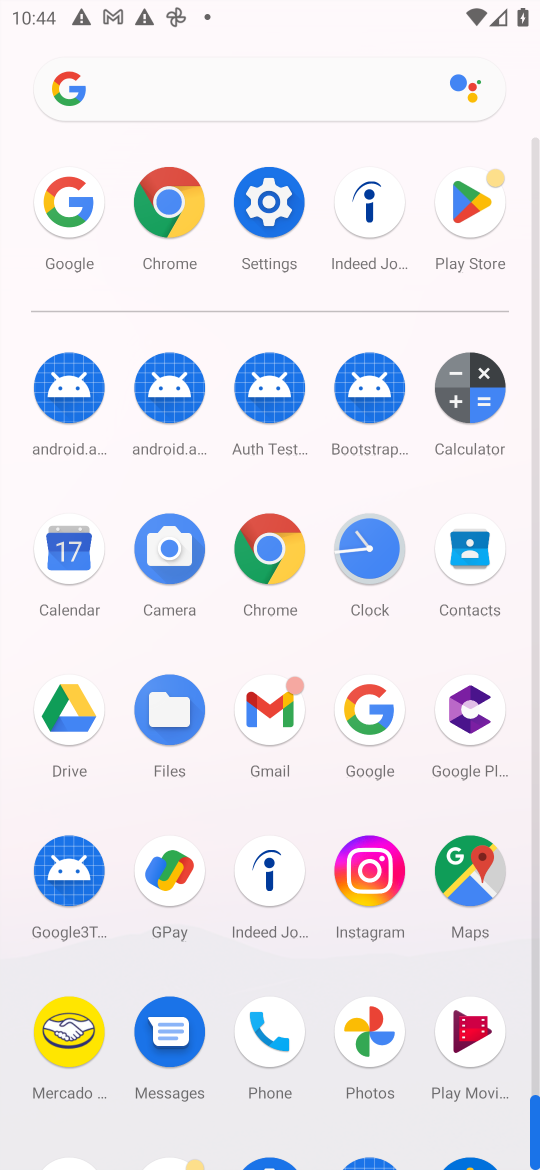 10:44
Google Chrome Settings Indeed Jo... Play Store
android.a... android.a... Auth Test... Bootstrap... Calculator
17
Calendar Camera Chrome Clock Contacts
Drive Files Gmail Google Google Pl...
Google3T... GPay Indeed Jo... Instagram Maps
Mercado ... Messages Phone Photos Play Movi...